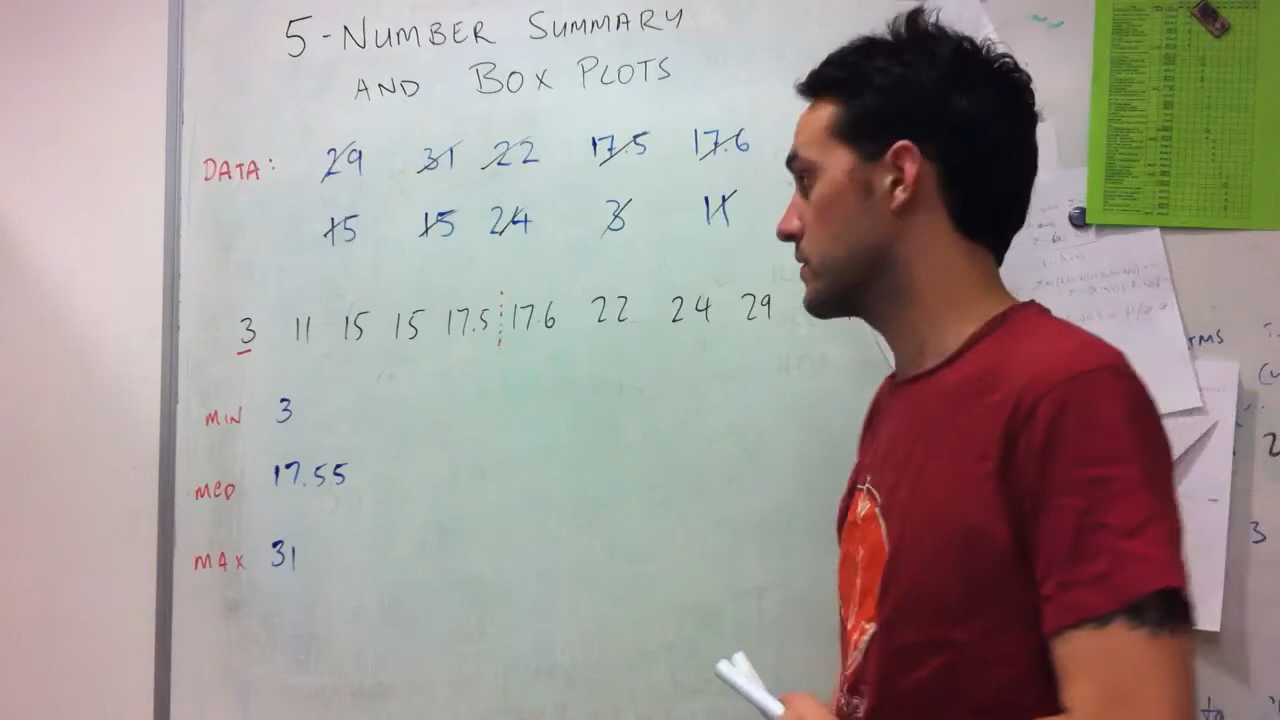 5-NUMBER SUMMARY
AND BOX PLOTS
DATA: 29 31 22 17.5 17.6
15 15 24 3 11
3 11 15 15 17.5 17.6 22 24 29
MIN 3
MED 17.55
MAX 31